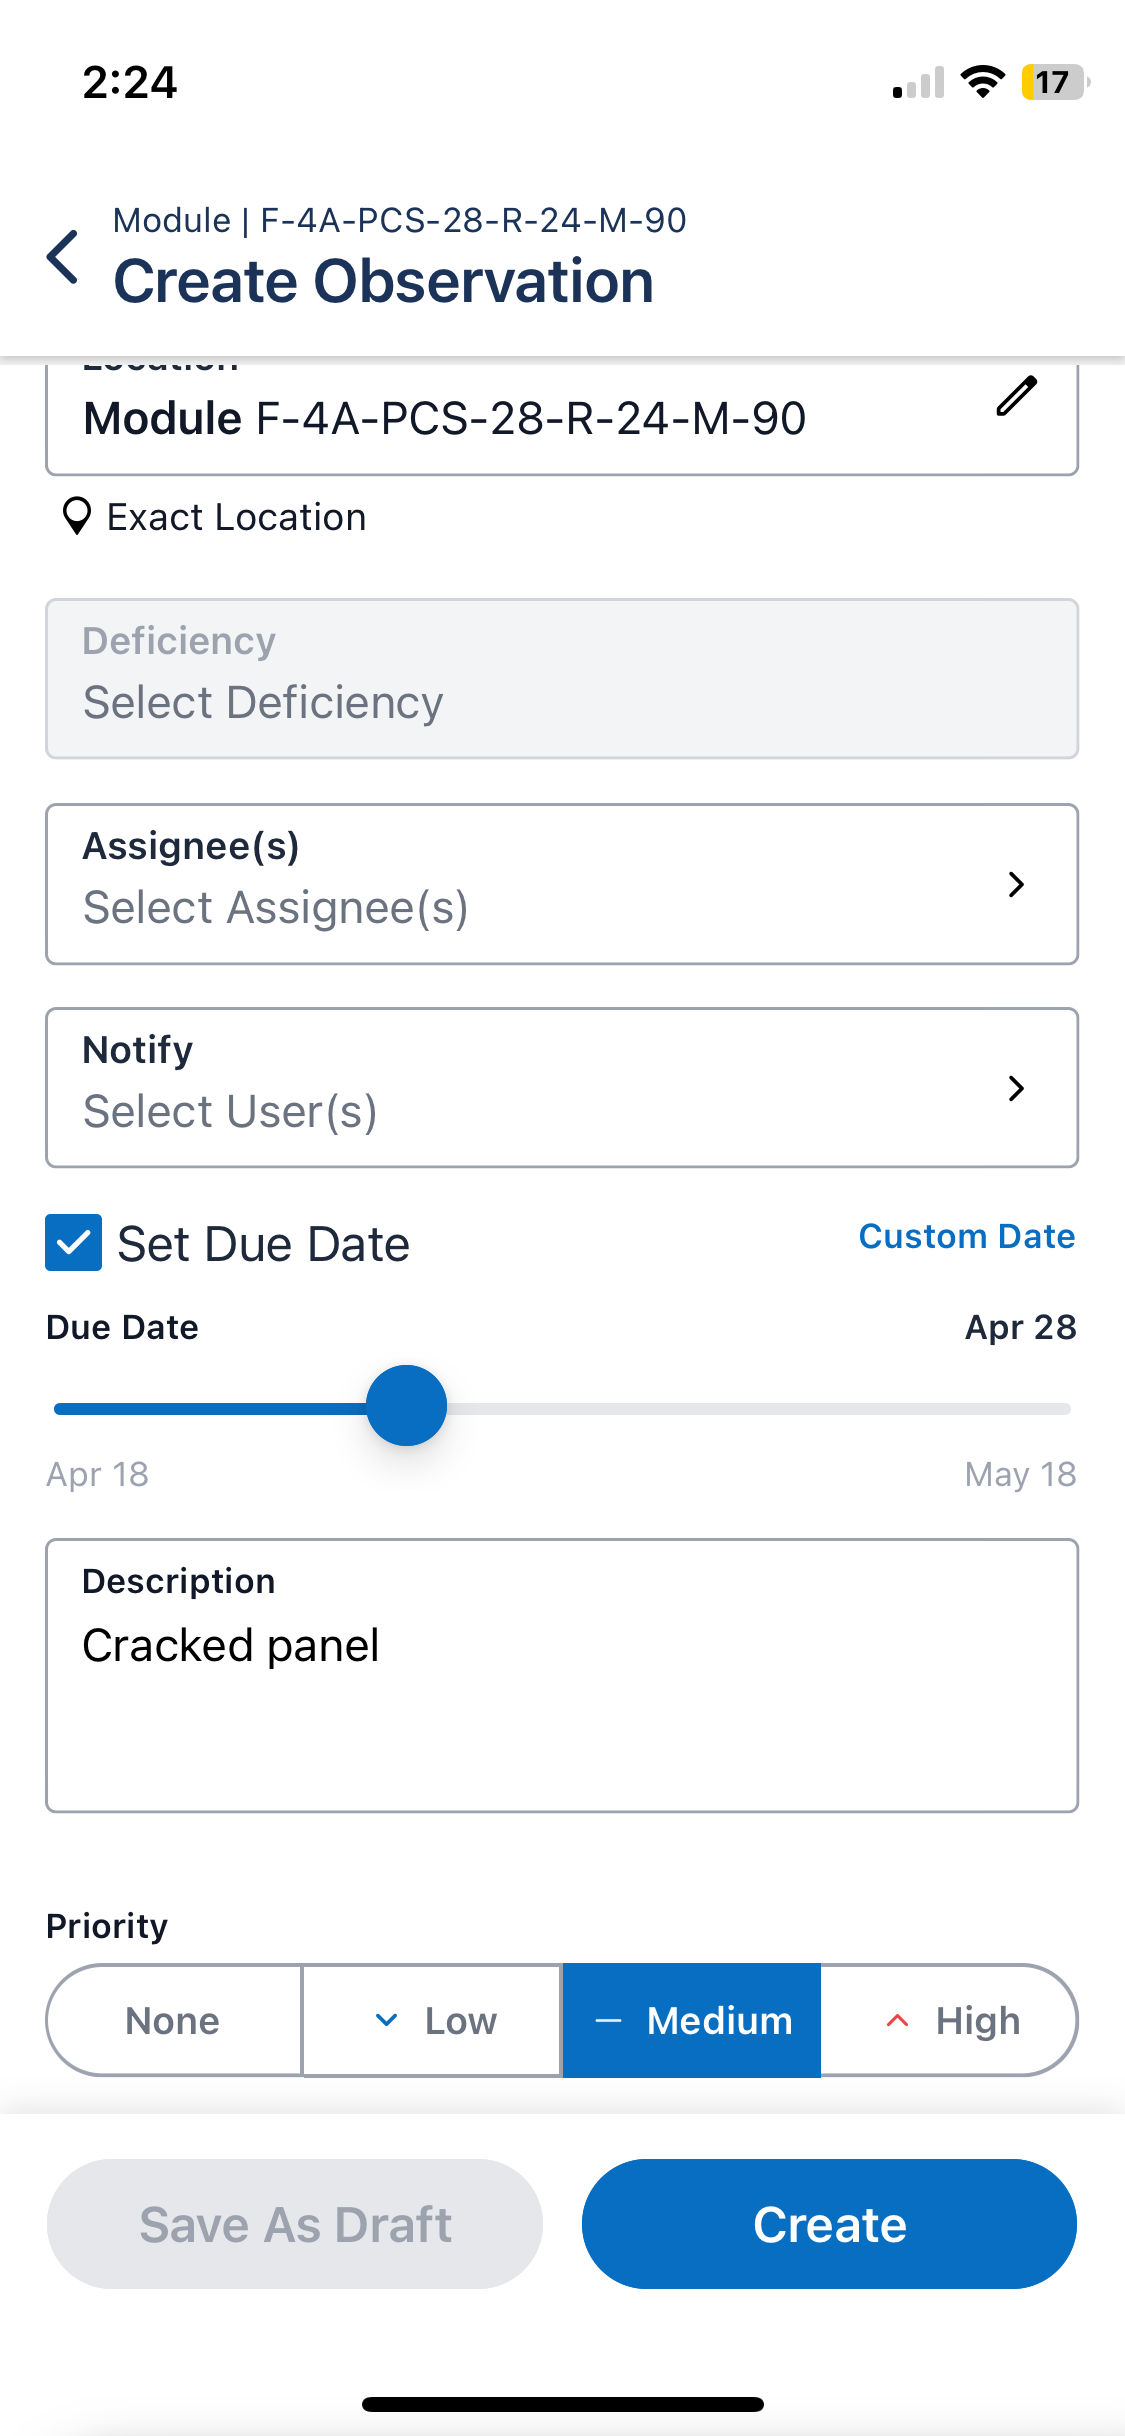 2:24
17
Module | F-4A-PCS-28-R-24-M-90
Create Observation
Location
Module F-4A-PCS-28-R-24-M-90
Exact Location
Deficiency
Select Deficiency
Assignee(s)
Select Assignee(s)
Notify
Select User(s)
Set Due Date
Custom Date
Due Date
Apr 28
Apr 18
May 18
Description
Cracked panel
Priority
None
Low
Medium
High
Save As Draft
Create